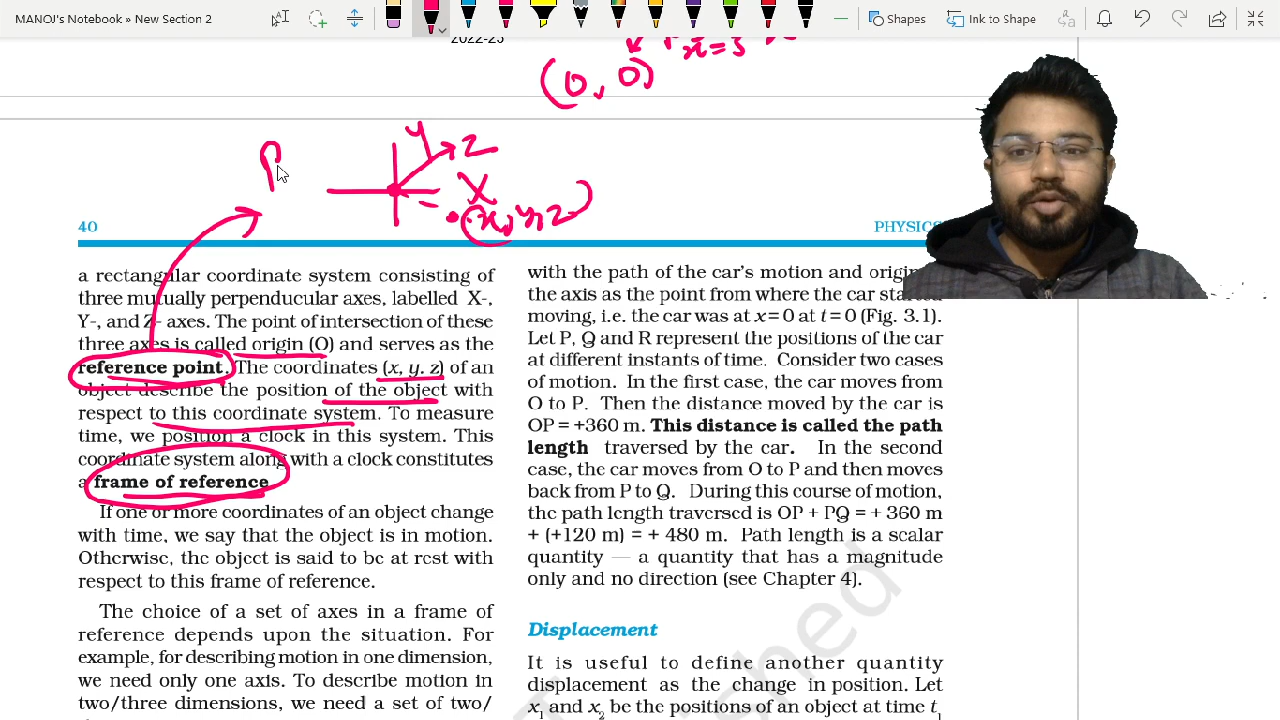 MANOJ's Notebook » New Section 2
Shapes
Ink to Shape
2022-23
x=3
(0, 0)
P
y
z
X
x, y, z)
40
PHYSICS
a rectangular coordinate system consisting of
three mutually perpenducular axes, labelled X-,
Y-, and Z- axes. The point of intersection of these
three axes is called origin (O) and serves as the
reference point. The coordinates (x, y. z) of an
object describe the position of the object with
respect to this coordinate system. To measure
time, we position a clock in this system. This
coordinate system along with a clock constitutes
a frame of reference
If one or more coordinates of an object change
with time, we say that the object is in motion.
Otherwise, the object is said to be at rest with
respect to this frame of reference.
The choice of a set of axes in a frame of
reference depends upon the situation. For
example, for describing motion in one dimension,
we need only one axis. To describe motion in
two/three dimensions, we need a set of two/
with the path of the car's motion and origin
the axis as the point from where the car started
moving, i.e. the car was at x = 0 at t = 0 (Fig. 3.1).
Let P, Q and R represent the positions of the car
at different instants of time. Consider two cases
of motion. In the first case, the car moves from
O to P. Then the distance moved by the car is
OP = +360 m. This distance is called the path
length traversed by the car. In the second
case, the car moves from O to P and then moves
back from P to Q. During this course of motion,
the path length traversed is OP + PQ = + 360 m
+ (+120 m) = + 480 m. Path length is a scalar
quantity — a quantity that has a magnitude
only and no direction (see Chapter 4).
Displacement
It is useful to define another quantity
displacement as the change in position. Let
x1 and x2 be the positions of an object at time t1